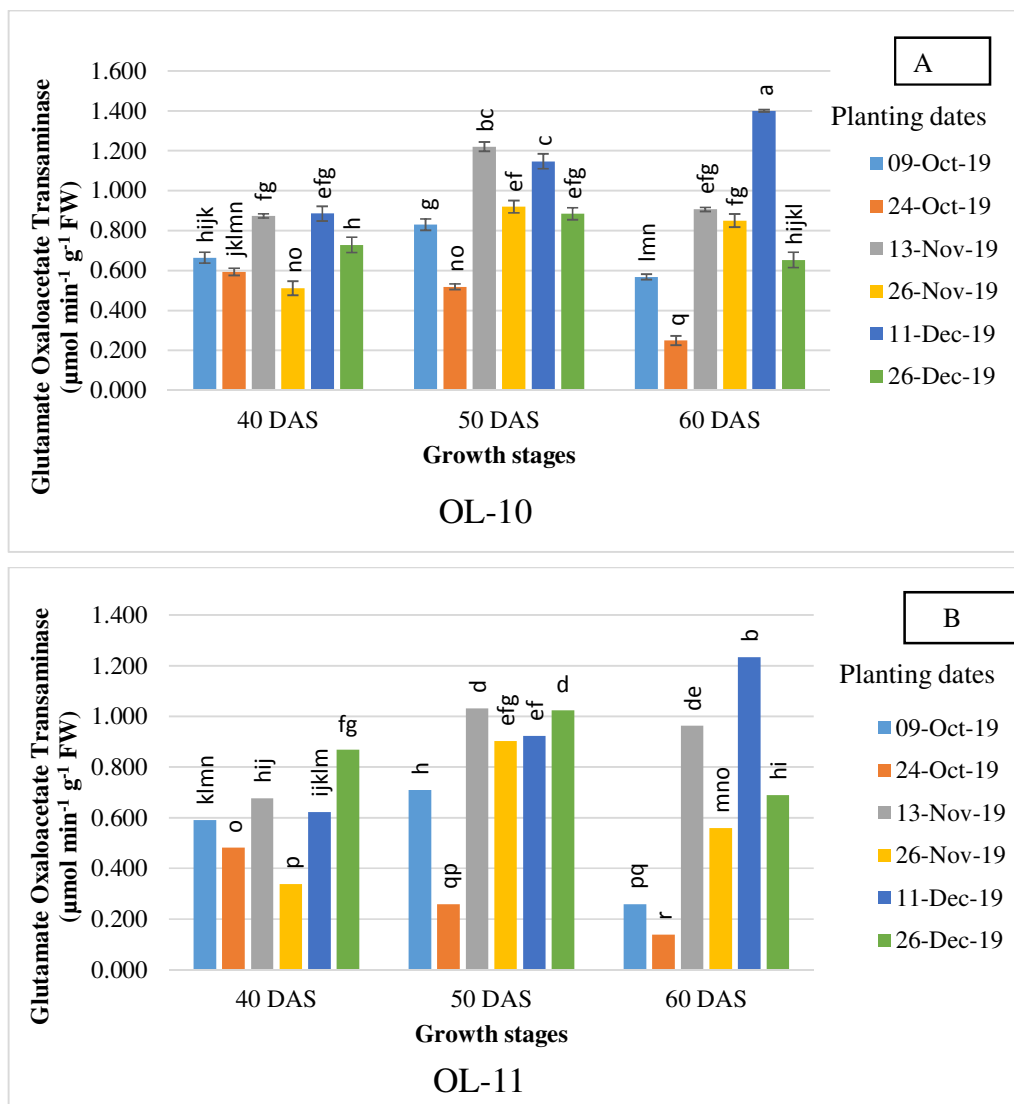 A
Glutamate Oxaloacetate Transaminase
(µmol min-1 g-1 FW)
1.600
1.400
1.200
1.000
0.800
0.600
0.400
0.200
0.000
hijk
jklmn
fg
no
efg
h
g
no
bc
ef
c
efg
lmn
q
efg
fg
a
hijkl
40 DAS
50 DAS
60 DAS
Growth stages
Planting dates
09-Oct-19
24-Oct-19
13-Nov-19
26-Nov-19
11-Dec-19
26-Dec-19
OL-10
B
Glutamate Oxaloacetate Transaminase
(µmol min-1 g-1 FW)
1.400
1.200
1.000
0.800
0.600
0.400
0.200
0.000
klmn
o
hij
p
ijklm
fg
h
qp
d
efg
ef
d
pq
r
de
mno
b
hi
40 DAS
50 DAS
60 DAS
Growth stages
Planting dates
09-Oct-19
24-Oct-19
13-Nov-19
26-Nov-19
11-Dec-19
26-Dec-19
OL-11